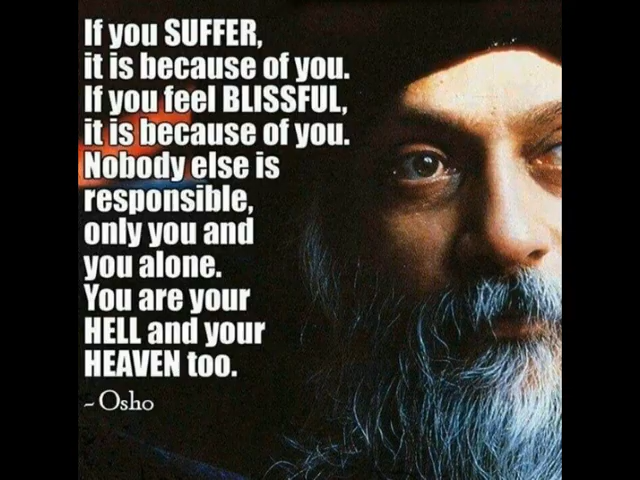 If you SUFFER,
it is because of you.
If you feel BLISSFUL,
it is because of you.
Nobody else is
responsible,
only you and
you alone.
You are your
HELL and your
HEAVEN too.
~ Osho